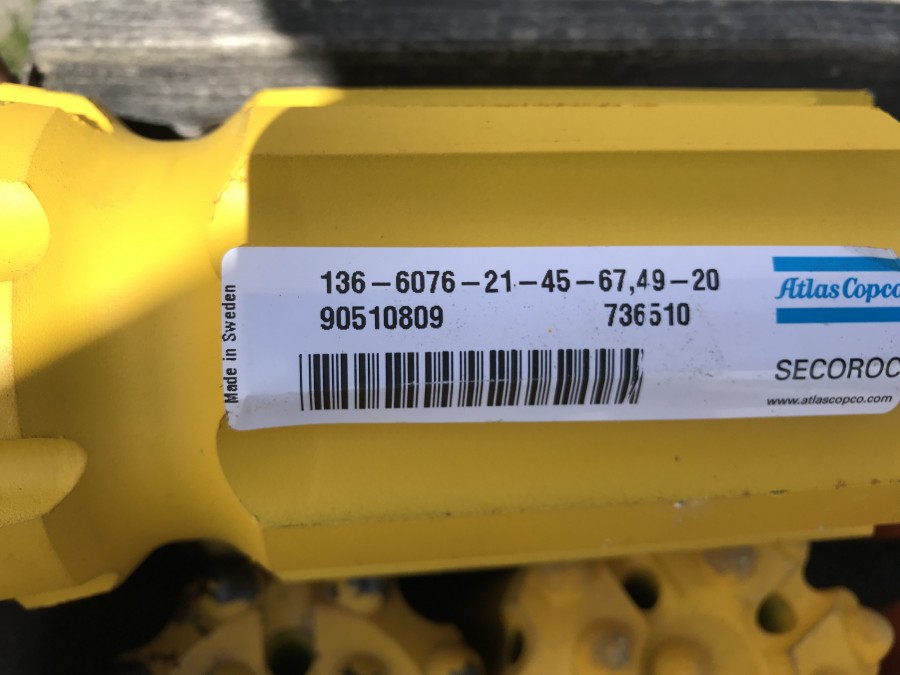 136-6076-21-45-67,49-20
90510809 736510
Made in Sweden
Atlas Copco
SECOROC
www.atlascopco.com